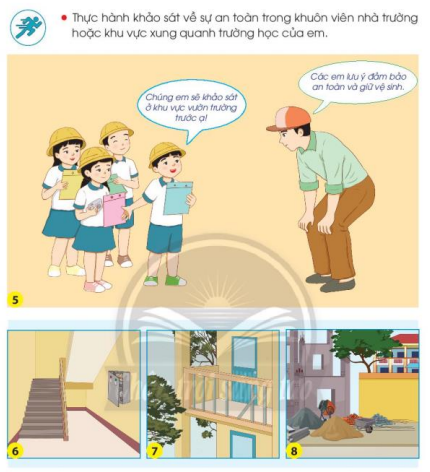 • Thực hành khảo sát về sự an toàn trong khuôn viên nhà trường
hoặc khu vực xung quanh trường học của em.
Các em lưu ý đảm bảo
an toàn và giữ vệ sinh.
Chúng em sẽ khảo sát
ở khu vực vườn trường
trước ạ!
5
6
7
8